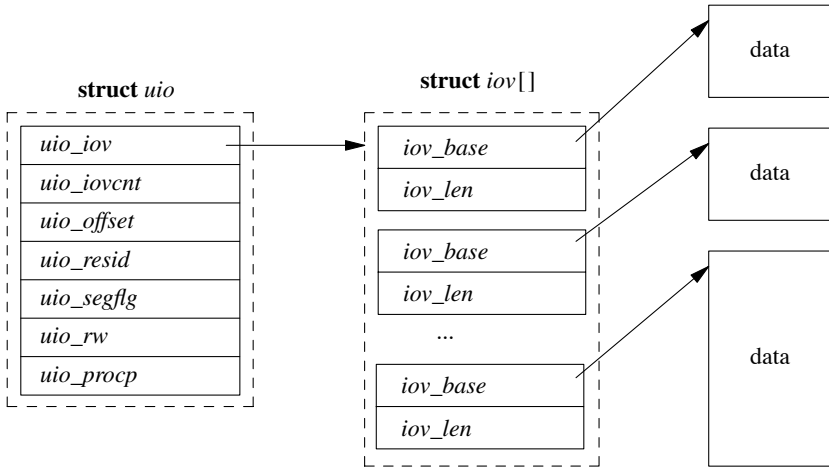 struct uio
uio_iov
uio_iovcnt
uio_offset
uio_resid
uio_segflg
uio_rw
uio_procp
struct iov[]
iov_base
iov_len
iov_base
iov_len
...
iov_base
iov_len
data
data
data